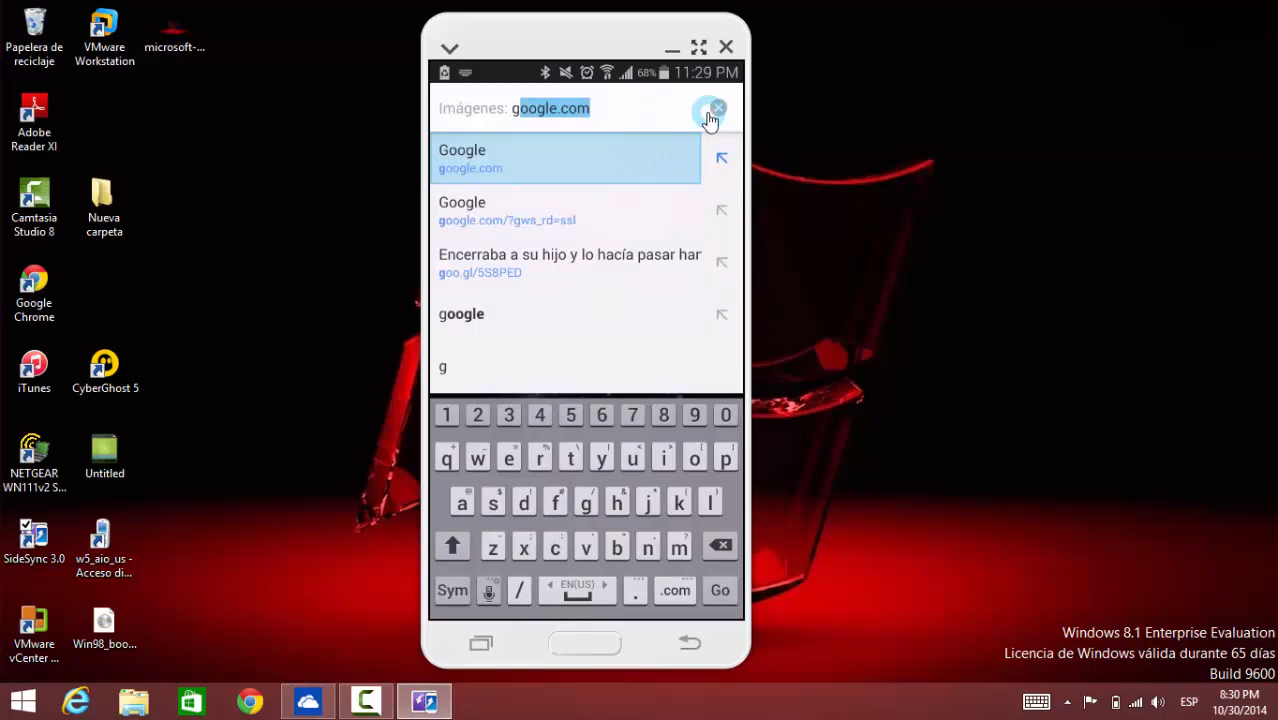 Papelera de
reciclaje
VMware
Workstation
microsoft-...
Adobe
Reader XI
Camtasia
Studio 8
Nueva
carpeta
Google
Chrome
iTunes
CyberGhost 5
NETGEAR
WN111v2 S...
Untitled
SideSync 3.0
w5_aio_us -
Acceso di...
VMware
vCenter ...
Win98_boo...
68% 11:29 PM
Imágenes: google.com
Google
google.com
Google
google.com/?gws_rd=ssl
Encerraba a su hijo y lo hacía pasar har
goo.gl/5S8PED
google
g
1 2 3 4 5 6 7 8 9 0
q w e r t y u i o p
a s d f g h j k l
z x c v b n m
Sym / EN(US) . .com Go
Windows 8.1 Enterprise Evaluation
Licencia de Windows válida durante 65 días
Build 9600
ESP
8:30 PM
10/30/2014